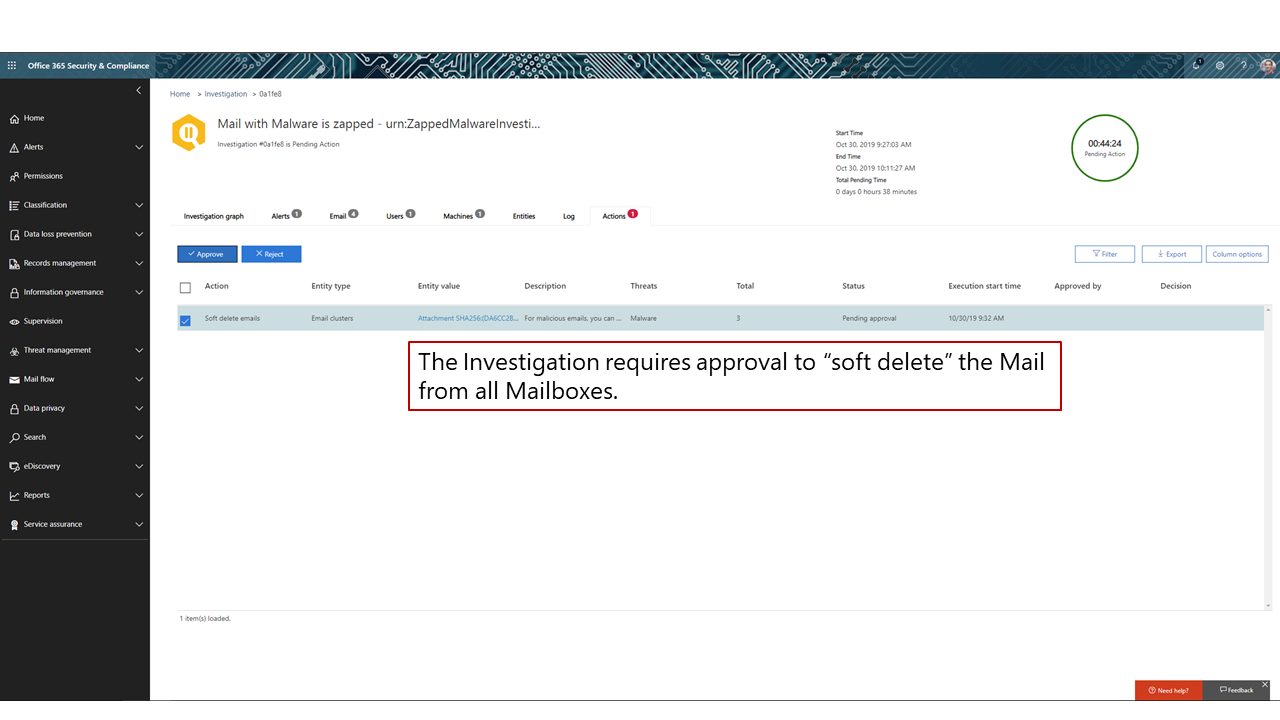 Office 365 Security & Compliance
1
Home > Investigation > 0a1fe8
Mail with Malware is zapped - urn:ZappedMalwareInvesti...
Investigation #0a1fe8 is Pending Action
Start Time
Oct 30, 2019 9:27:03 AM
End Time
Oct 30, 2019 10:11:27 AM
Total Pending Time
0 days 0 hours 38 minutes
00:44:24
Pending Action
Home
Alerts
Permissions
Classification
Data loss prevention
Records management
Information governance
Supervision
Threat management
Mail flow
Data privacy
Search
eDiscovery
Reports
Service assurance
Investigation graph Alerts 1 Email 4 Users 1 Machines 1 Entities Log Actions 1
Approve Reject Filter Export Column options
Action Entity type Entity value Description Threats Total Status Execution start time Approved by Decision
Soft delete emails Email clusters Attachment SHA256:(DA6CC28... For malicious emails, you can ... Malware 3 Pending approval 10/30/19 9:32 AM
The Investigation requires approval to “soft delete” the Mail
from all Mailboxes.
1 item(s) loaded.
Need help? Feedback